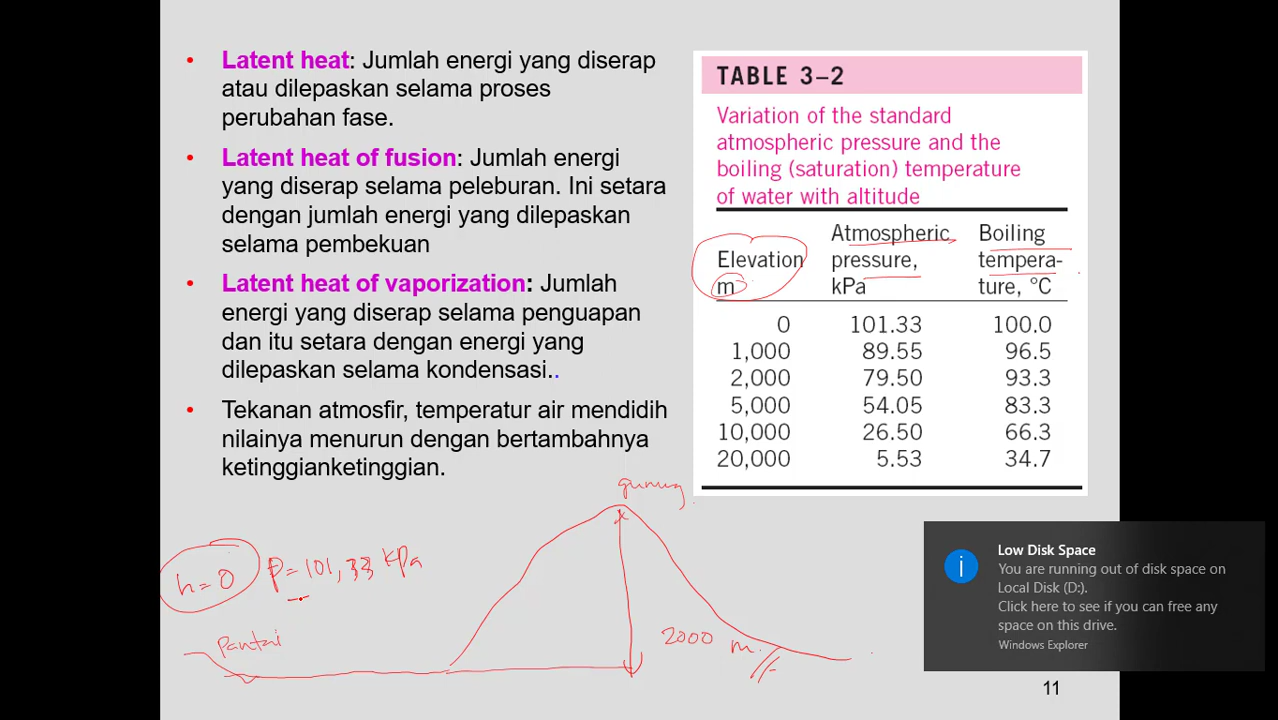 • Latent heat: Jumlah energi yang diserap
atau dilepaskan selama proses
perubahan fase.
• Latent heat of fusion: Jumlah energi
yang diserap selama peleburan. Ini setara
dengan jumlah energi yang dilepaskan
selama pembekuan
• Latent heat of vaporization: Jumlah
energi yang diserap selama penguapan
dan itu setara dengan energi yang
dilepaskan selama kondensasi..
• Tekanan atmosfir, temperatur air mendidih
nilainya menurun dengan bertambahnya
ketinggianketinggian.
TABLE 3–2
Variation of the standard
atmospheric pressure and the
boiling (saturation) temperature
of water with altitude
Atmospheric Boiling
Elevation pressure, tempera-
m kPa ture, °C
0 101.33 100.0
1,000 89.55 96.5
2,000 79.50 93.3
5,000 54.05 83.3
10,000 26.50 66.3
20,000 5.53 34.7
gunung
h=0 P=101,33 kPa
Pantai
2000 m
Low Disk Space
You are running out of disk space on
Local Disk (D:).
Click here to see if you can free any
space on this drive.
Windows Explorer
11